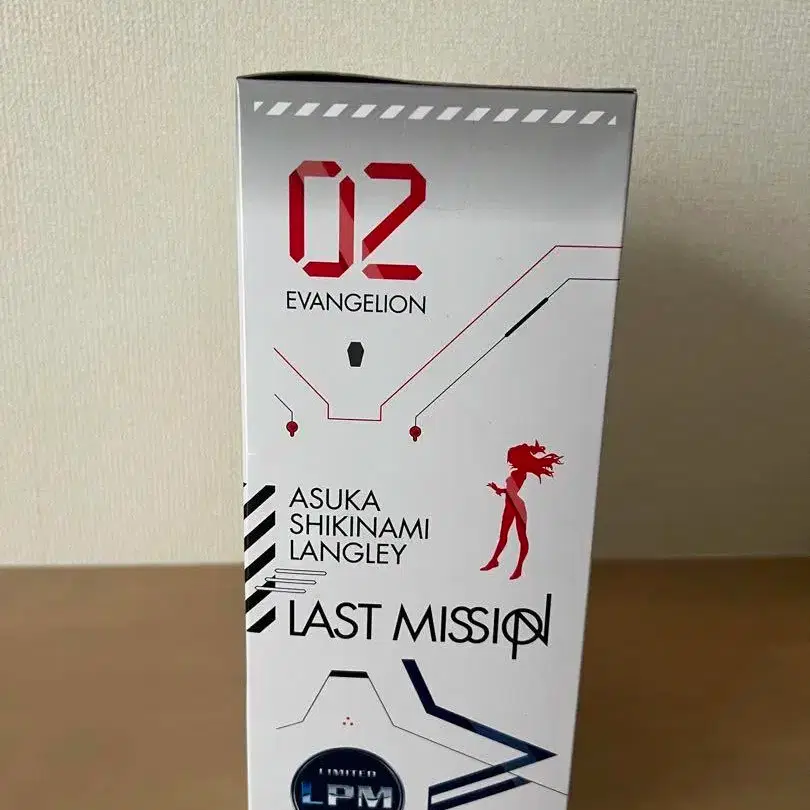 02
EVANGELION
ASUKA
SHIKINAMI
LANGLEY
LAST MISSION
LIMITED
LPM